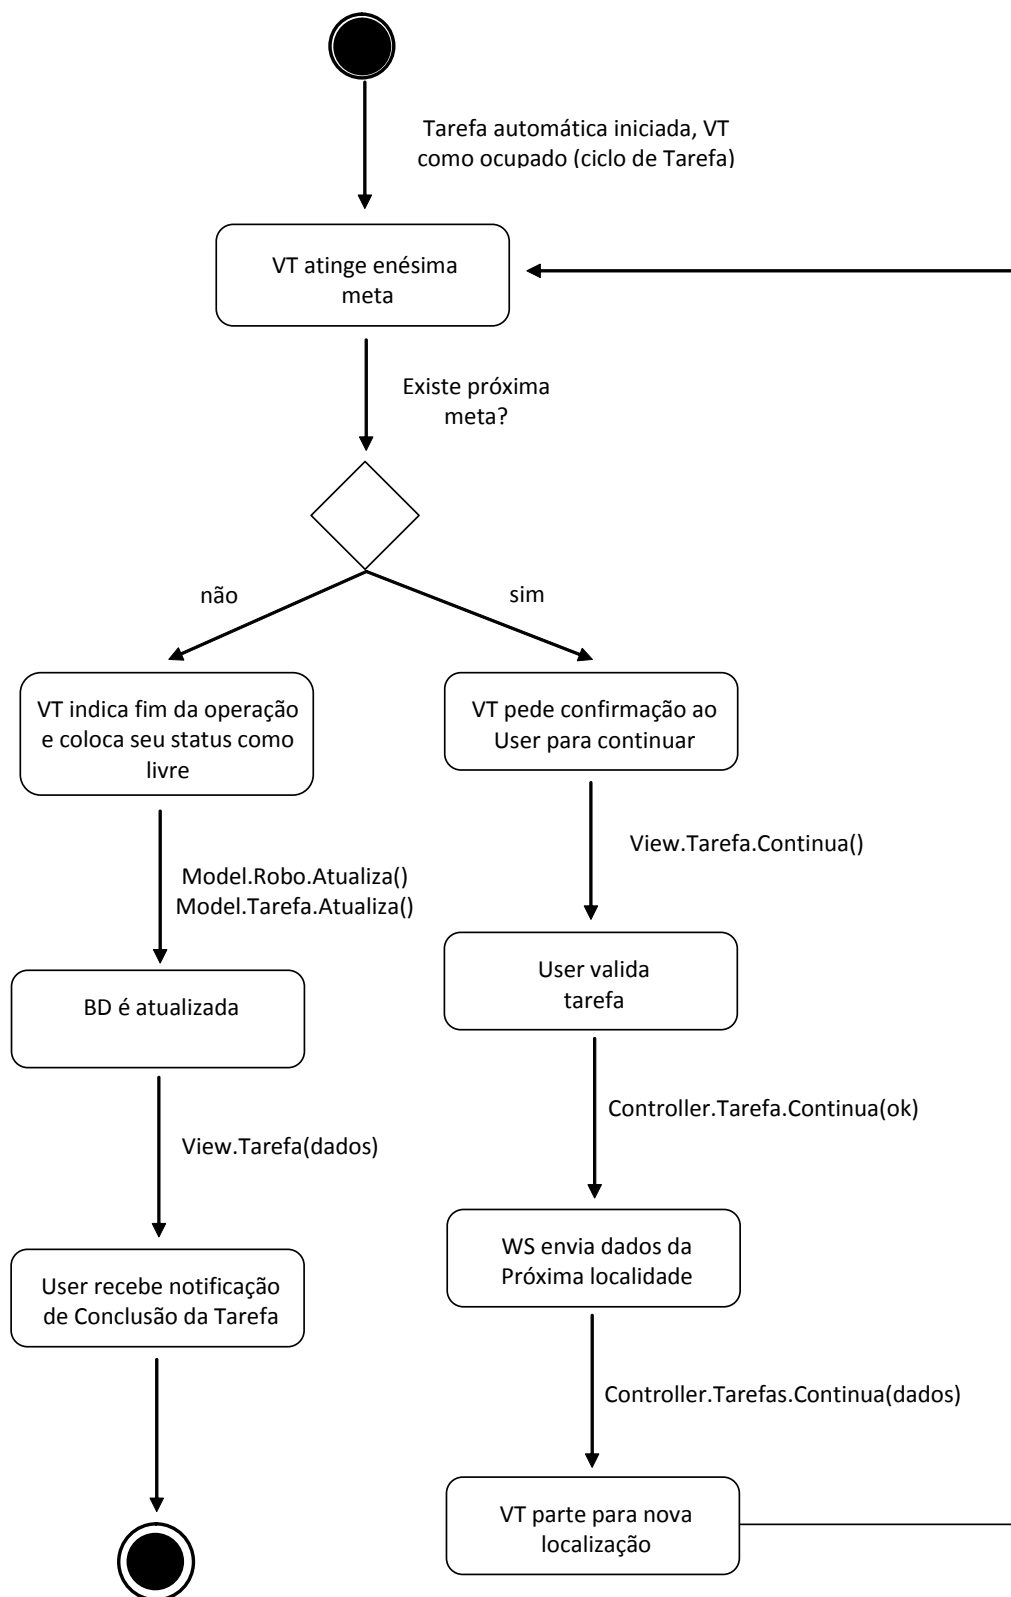 Tarefa automática iniciada, VT
como ocupado (ciclo de Tarefa)
VT atinge enésima
meta
Existe próxima
meta?
não
sim
VT indica fim da operação
e coloca seu status como
livre
VT pede confirmação ao
User para continuar
View.Tarefa.Continua()
Model.Robo.Atualiza()
Model.Tarefa.Atualiza()
User valida
tarefa
BD é atualizada
Controller.Tarefa.Continua(ok)
View.Tarefa(dados)
WS envia dados da
Próxima localidade
User recebe notificação
de Conclusão da Tarefa
Controller.Tarefas.Continua(dados)
VT parte para nova
localização